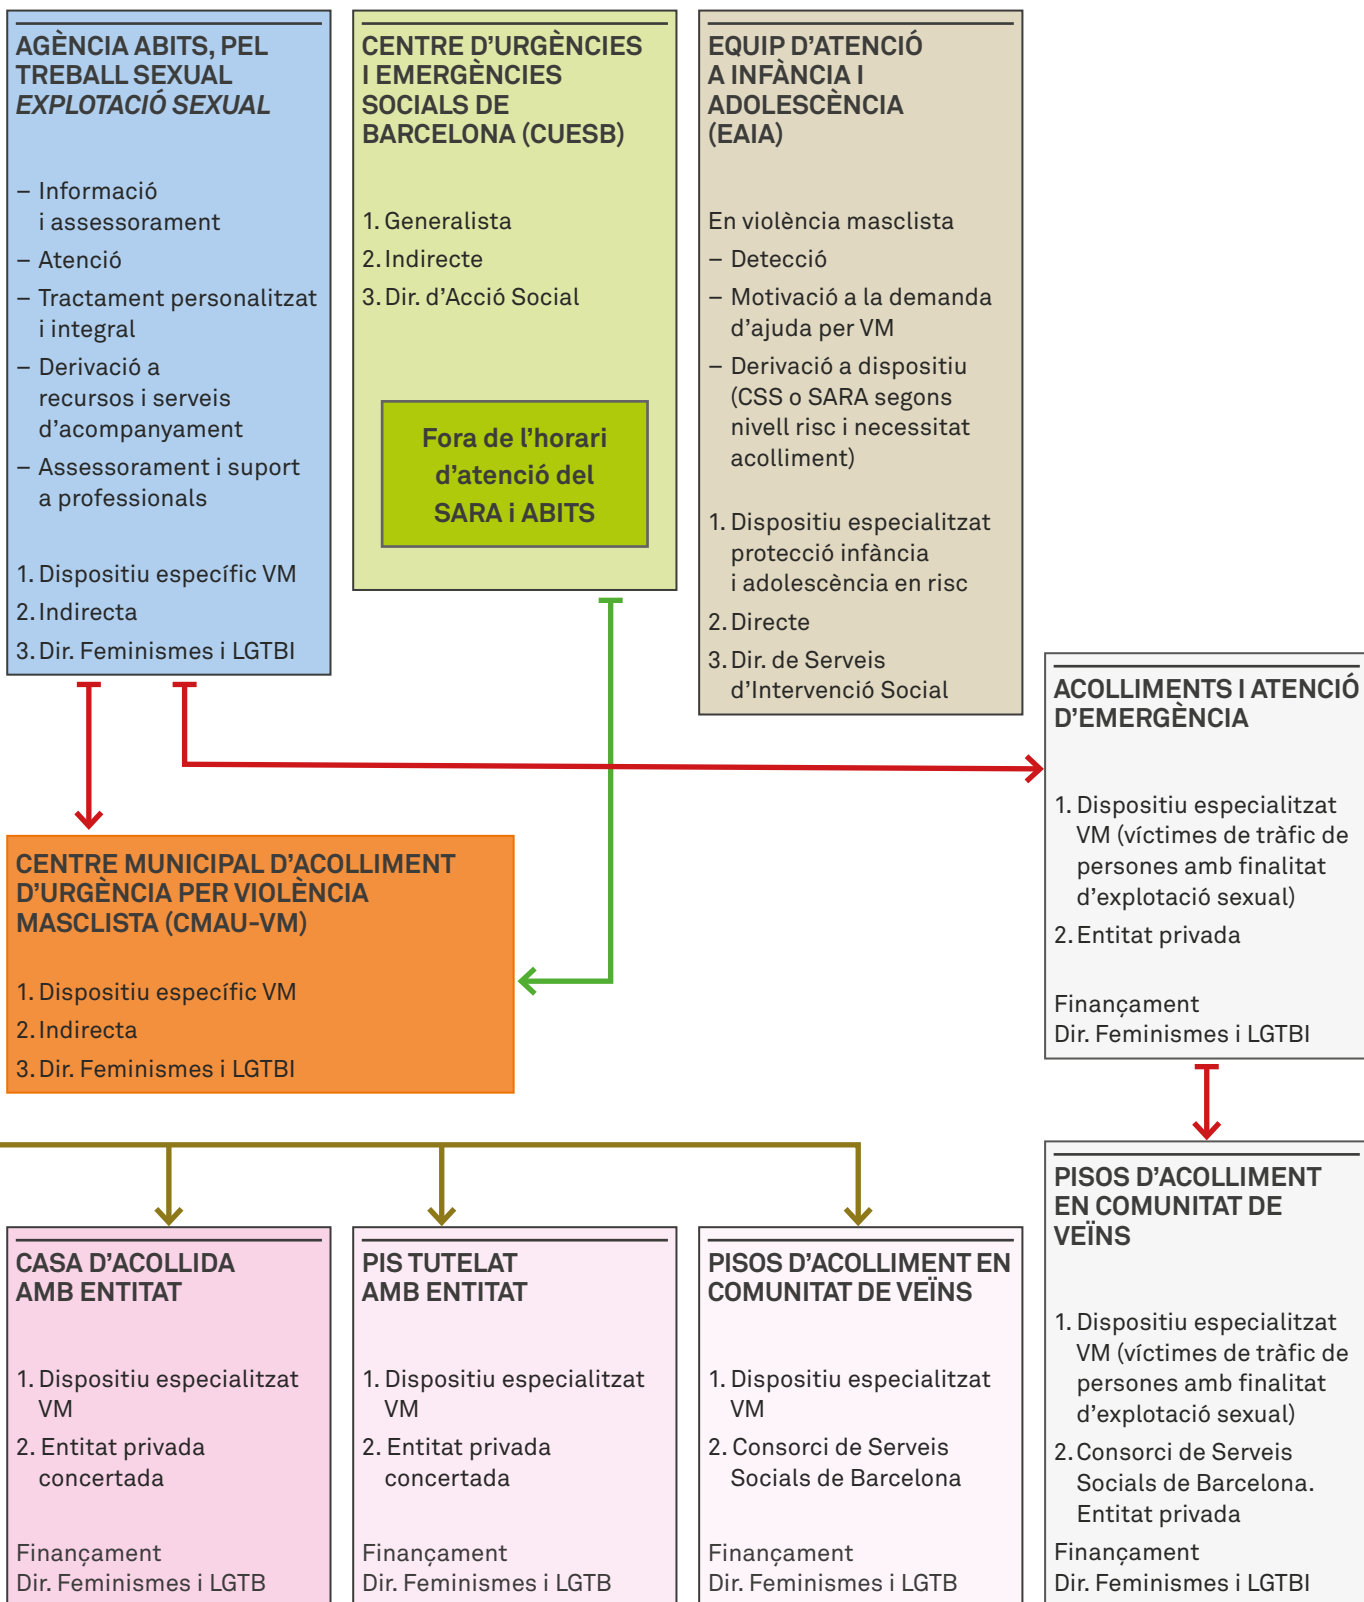 AGÈNCIA ABITS, PEL
TREBALL SEXUAL
EXPLOTACIÓ SEXUAL
– Informació
i assessorament
– Atenció
– Tractament personalitzat
i integral
– Derivació a
recursos i serveis
d'acompanyament
– Assessorament i suport
a professionals
1. Dispositiu específic VM
2. Indirecta
3. Dir. Feminismes i LGTBI
CENTRE D'URGÈNCIES
I EMERGÈNCIES
SOCIALS DE
BARCELONA (CUESB)
1. Generalista
2. Indirecte
3. Dir. d'Acció Social
Fora de l'horari
d'atenció del
SARA i ABITS
EQUIP D'ATENCIÓ
A INFÀNCIA I
ADOLESCÈNCIA
(EAIA)
En violència masclista
– Detecció
– Motivació a la demanda
d'ajuda per VM
– Derivació a dispositiu
(CSS o SARA segons
nivell risc i necessitat
acolliment)
1. Dispositiu especialitzat
protecció infància
i adolescència en risc
2. Directe
3. Dir. de Serveis
d'Intervenció Social
ACOLLIMENTS I ATENCIÓ
D'EMERGÈNCIA
1. Dispositiu especialitzat
VM (víctimes de tràfic de
persones amb finalitat
d'explotació sexual)
2. Entitat privada
Finançament
Dir. Feminismes i LGTBI
CENTRE MUNICIPAL D'ACOLLIMENT
D'URGÈNCIA PER VIOLÈNCIA
MASCLISTA (CMAU-VM)
1. Dispositiu específic VM
2. Indirecta
3. Dir. Feminismes i LGTBI
CASA D'ACOLLIDA
AMB ENTITAT
1. Dispositiu especialitzat
VM
2. Entitat privada
concertada
Finançament
Dir. Feminismes i LGTB
PIS TUTELAT
AMB ENTITAT
1. Dispositiu especialitzat
VM
2. Entitat privada
concertada
Finançament
Dir. Feminismes i LGTB
PISOS D'ACOLLIMENT EN
COMUNITAT DE VEÏNS
1. Dispositiu especialitzat
VM
2. Consorci de Serveis
Socials de Barcelona
Finançament
Dir. Feminismes i LGTB
PISOS D'ACOLLIMENT
EN COMUNITAT DE
VEÏNS
1. Dispositiu especialitzat
VM (víctimes de tràfic de
persones amb finalitat
d'explotació sexual)
2. Consorci de Serveis
Socials de Barcelona.
Entitat privada
Finançament
Dir. Feminismes i LGTBI